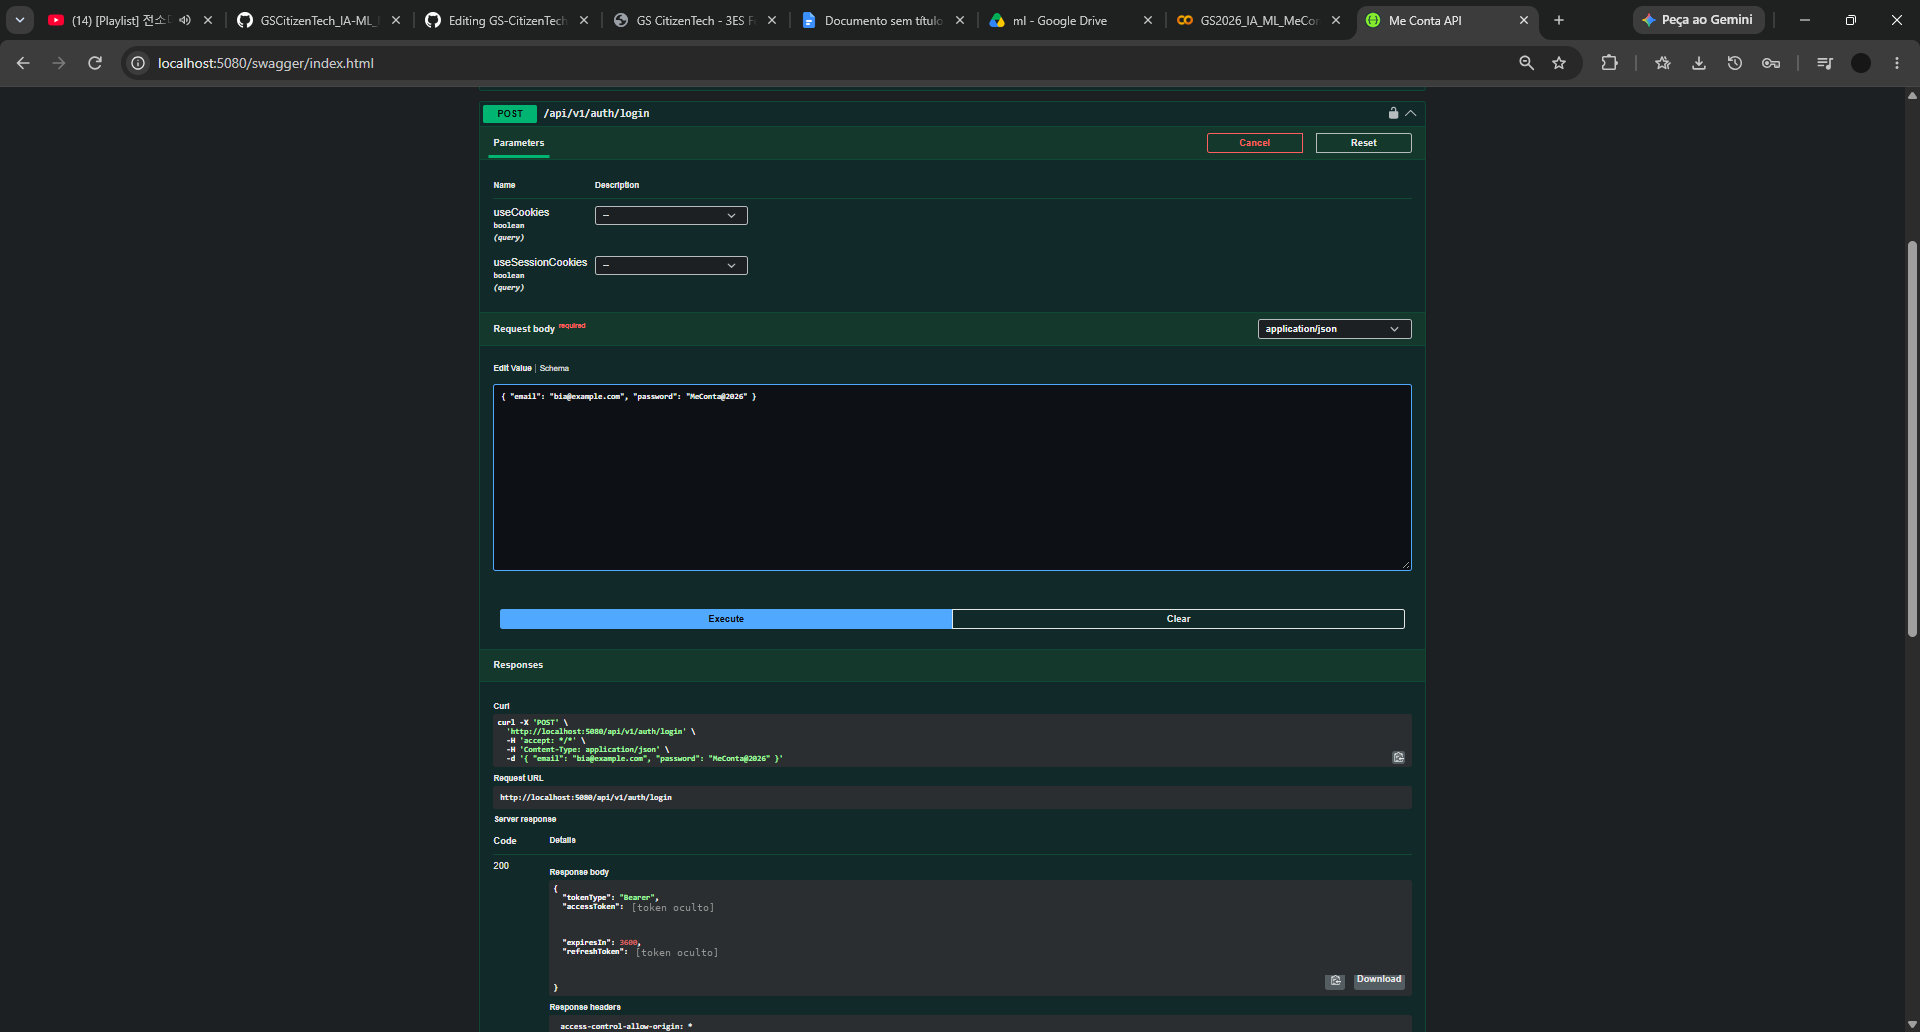 (14) [Playlist] 전소
GSCitizenTech_IA-ML_
Editing GS-CitizenTech
GS CitizenTech - 3ES F
Documento sem título
ml - Google Drive
GS2026_IA_ML_MeCon
Me Conta API
Peça ao Gemini
localhost:5080/swagger/index.html
POST /api/v1/auth/login
Parameters
Cancel
Reset
Name Description
useCookies
boolean
(query)
--
useSessionCookies
boolean
(query)
--
Request body required
application/json
Edit Value | Schema
{ "email": "bia@example.com", "password": "MeConta@2026" }
Execute
Clear
Responses
Curl
curl -X 'POST' \
'http://localhost:5080/api/v1/auth/login' \
-H 'accept: */*' \
-H 'Content-Type: application/json' \
-d '{ "email": "bia@example.com", "password": "MeConta@2026" }'
Request URL
http://localhost:5080/api/v1/auth/login
Server response
Code Details
200
Response body
{
"tokenType": "Bearer",
"accessToken": [token oculto]
"expiresIn": 3600,
"refreshToken": [token oculto]
}
Download
Response headers
access-control-allow-origin: *